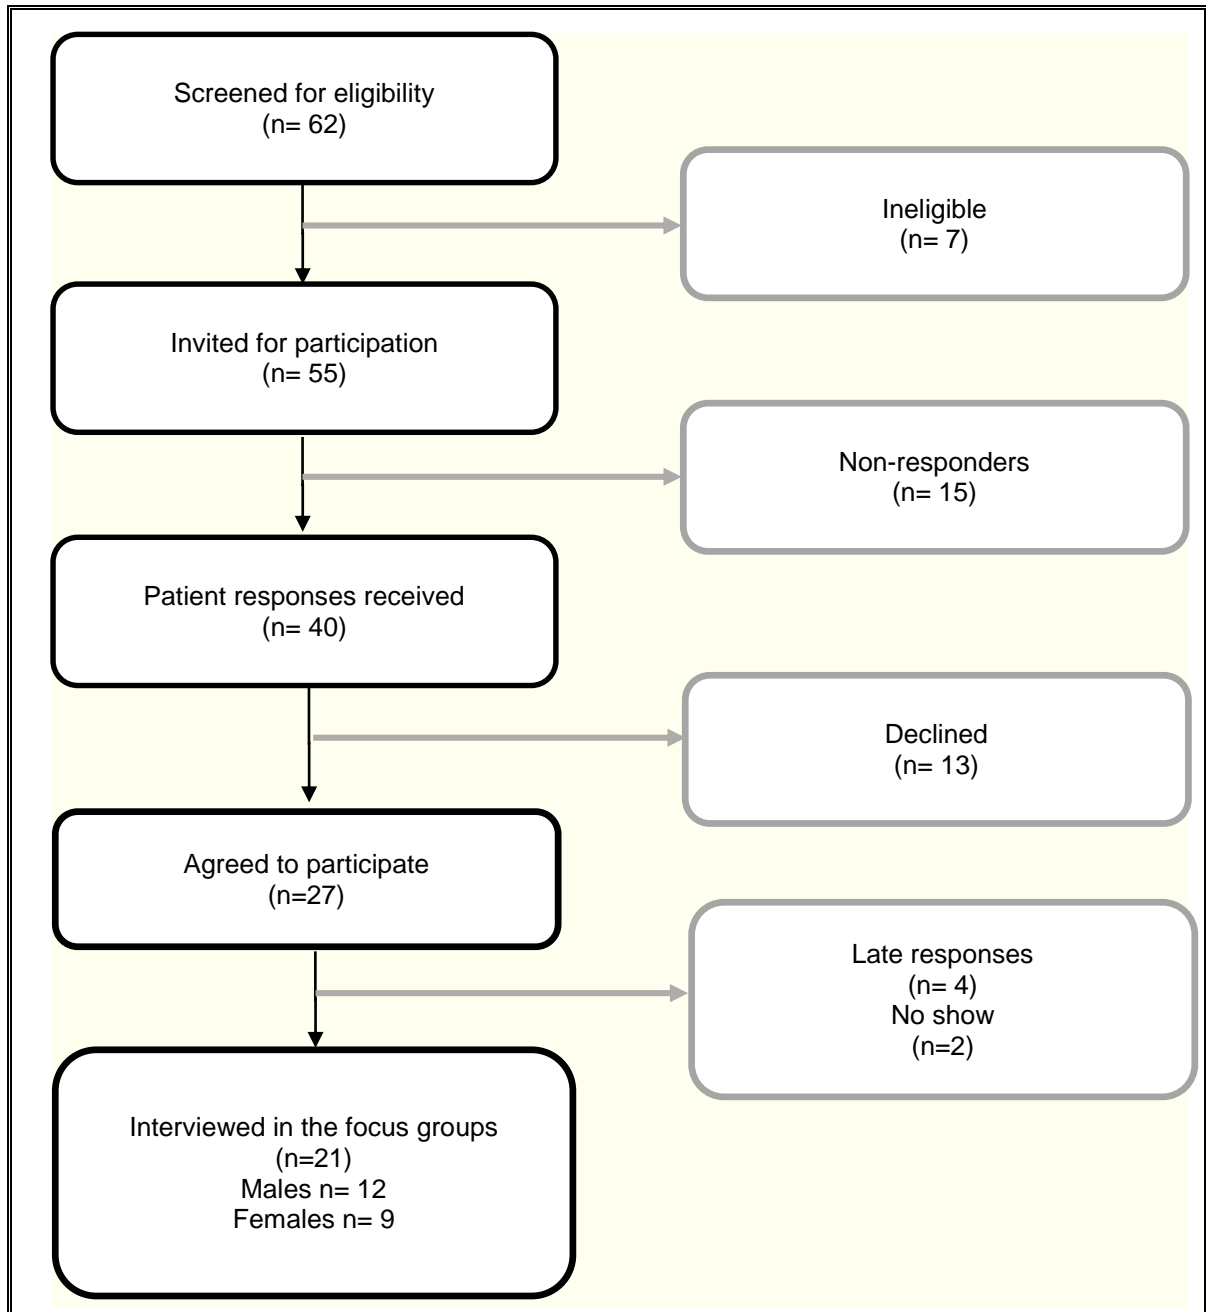 Screened for eligibility
(n= 62)
Ineligible
(n= 7)
Invited for participation
(n= 55)
Non-responders
(n= 15)
Patient responses received
(n= 40)
Declined
(n= 13)
Agreed to participate
(n=27)
Late responses
(n= 4)
No show
(n=2)
Interviewed in the focus groups
(n=21)
Males n= 12
Females n= 9